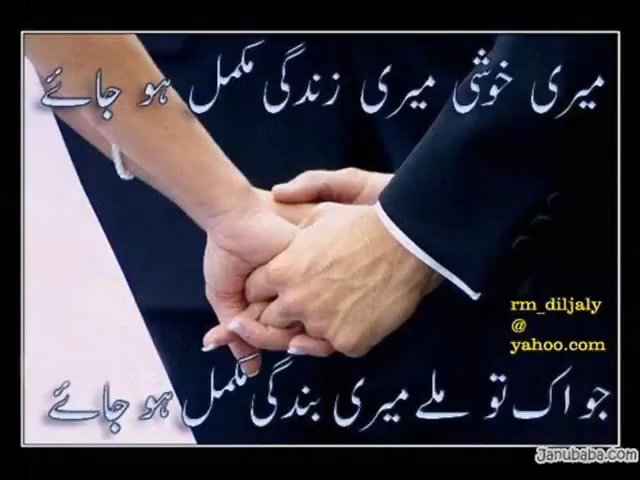 میری خوشی میری زندگی مکمل ہو جائے
rm_diljaly
@
yahoo.com
جو اک تو ملے میری بندگی مکمل ہو جائے
Janubaba.com